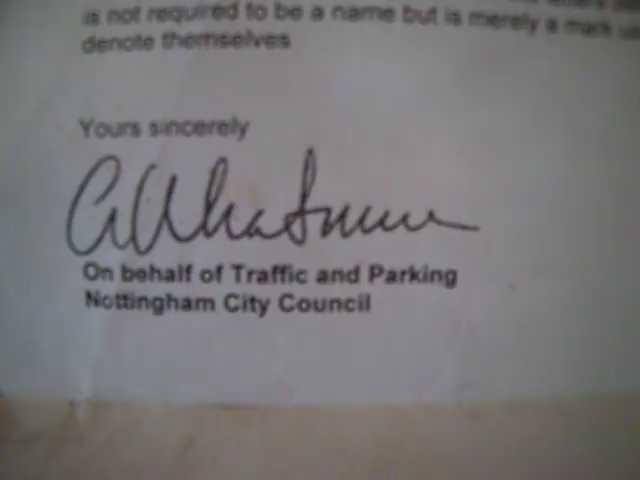 is not required to be a name but is merely a mark
denote themselves
Yours sincerely
On behalf of Traffic and Parking
Nottingham City Council